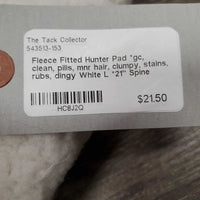 The Tack Collector
543513-153
Fleece Fitted Hunter Pad *gc,
clean, pills, mnr hair, clumpy, stains,
rubs, dingy White L *21" Spine
HC8J2Q
$21.50